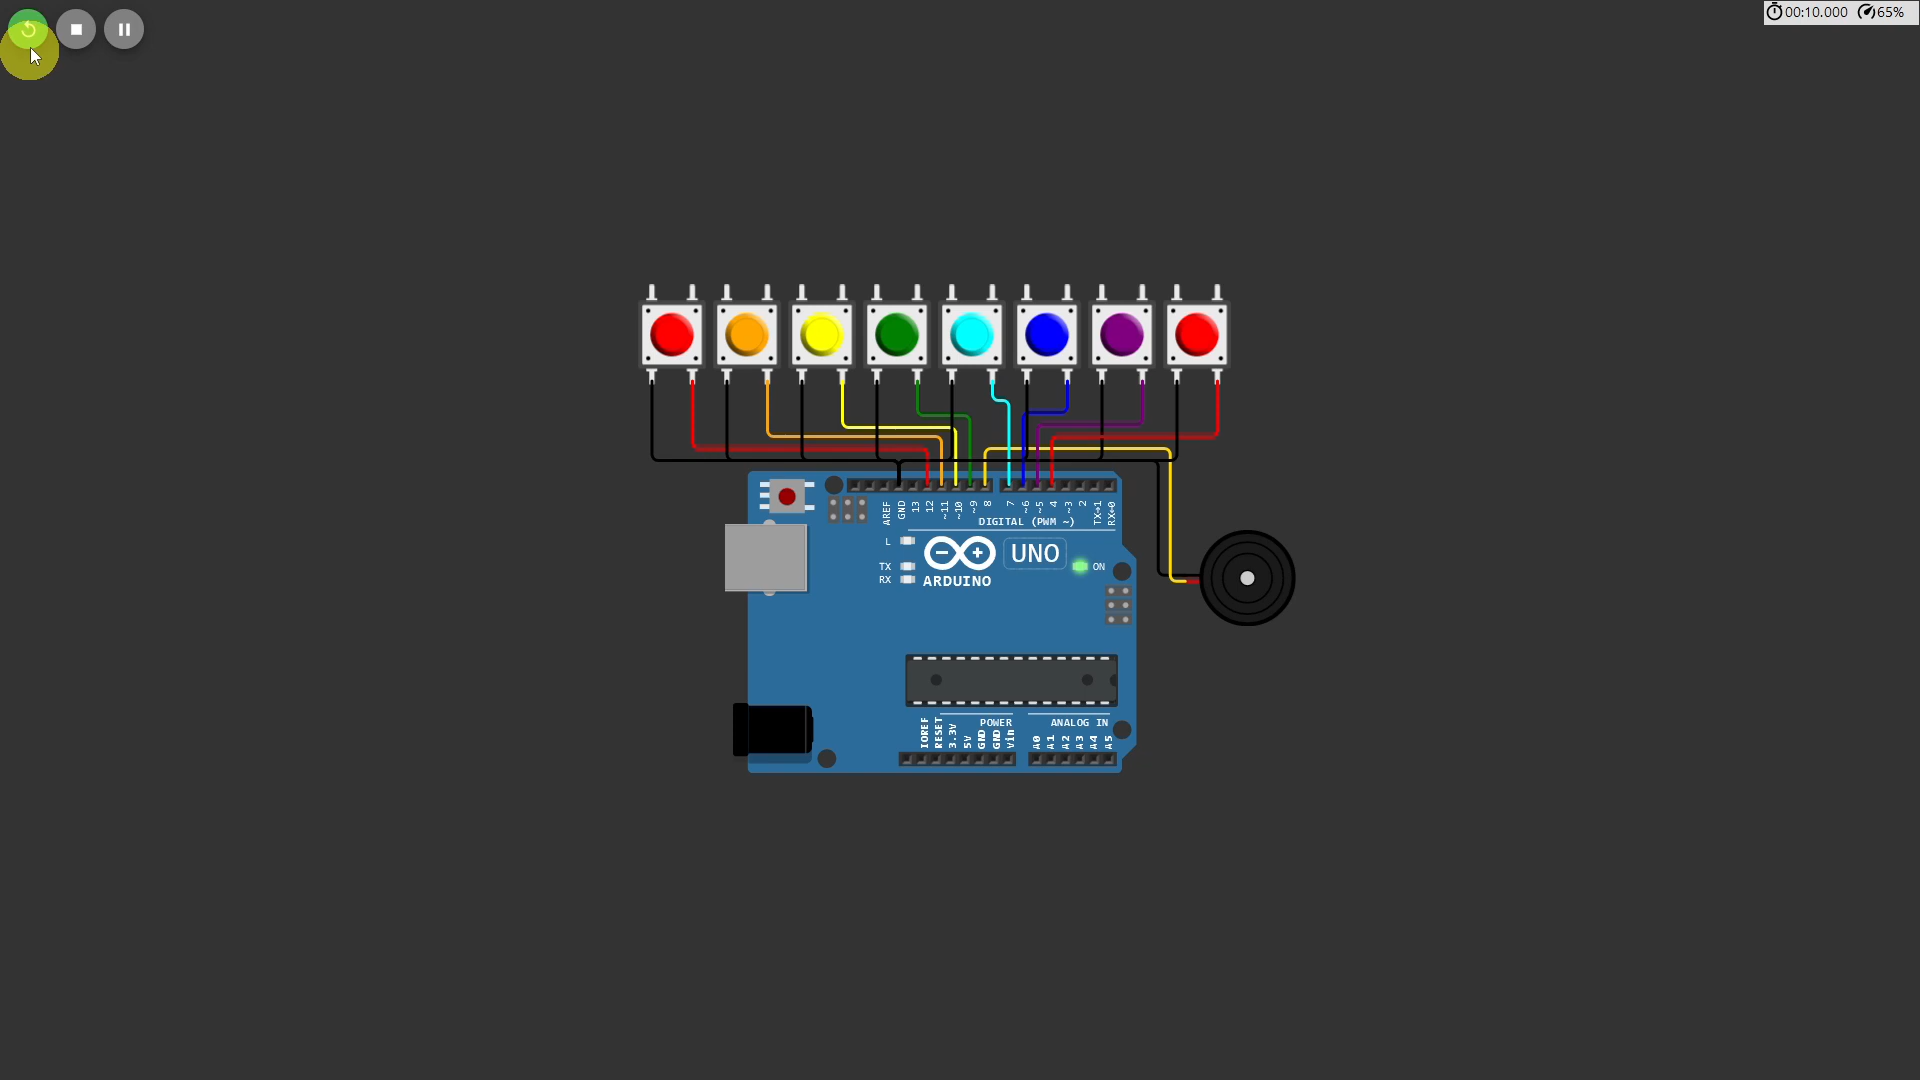 00:10.000 65%
AREF
GND
13
12
~11
~10
~9
8
7
~6
~5
4
~3
2
TX→1
RX←0
DIGITAL (PWM ~)
L
TX
RX
UNO
ON
ARDUINO
POWER
ANALOG IN
IOREF
RESET
3.3V
5V
GND
GND
Vin
A0
A1
A2
A3
A4
A5